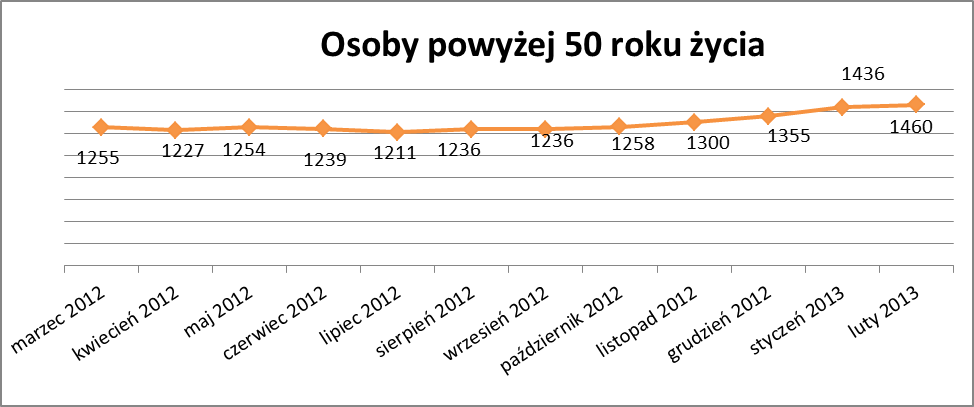 Osoby powyżej 50 roku życia
1255
1227
1254
1239
1211
1236
1236
1258
1300
1355
1436
1460
marzec 2012
kwiecień 2012
maj 2012
czerwiec 2012
lipiec 2012
sierpień 2012
wrzesień 2012
październik 2012
listopad 2012
grudzień 2012
styczeń 2013
luty 2013